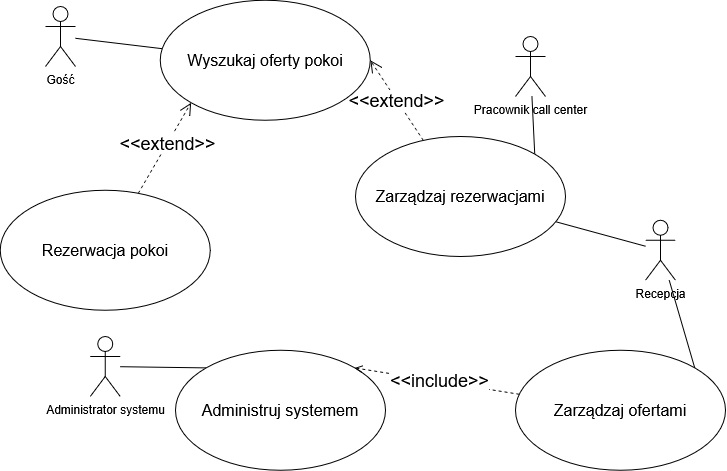 Gość
Wyszukaj oferty pokoi
Pracownik call center
<<extend>>
<<extend>>
Zarządzaj rezerwacjami
Rezerwacja pokoi
Recepcja
Administrator systemu
Administruj systemem
<<include>>
Zarządzaj ofertami